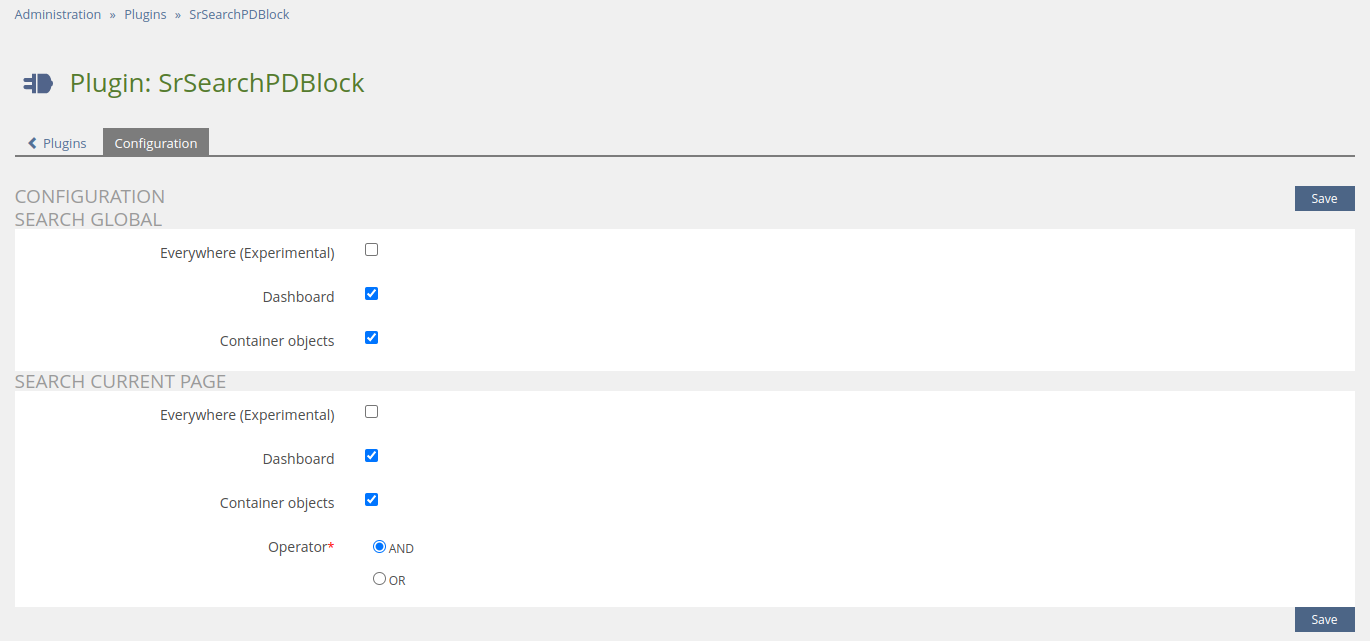 Administration » Plugins » SrSearchPDBlock
Plugin: SrSearchPDBlock
Plugins Configuration
CONFIGURATION Save
SEARCH GLOBAL
Everywhere (Experimental)
Dashboard
Container objects
SEARCH CURRENT PAGE
Everywhere (Experimental)
Dashboard
Container objects
Operator* AND
OR
Save